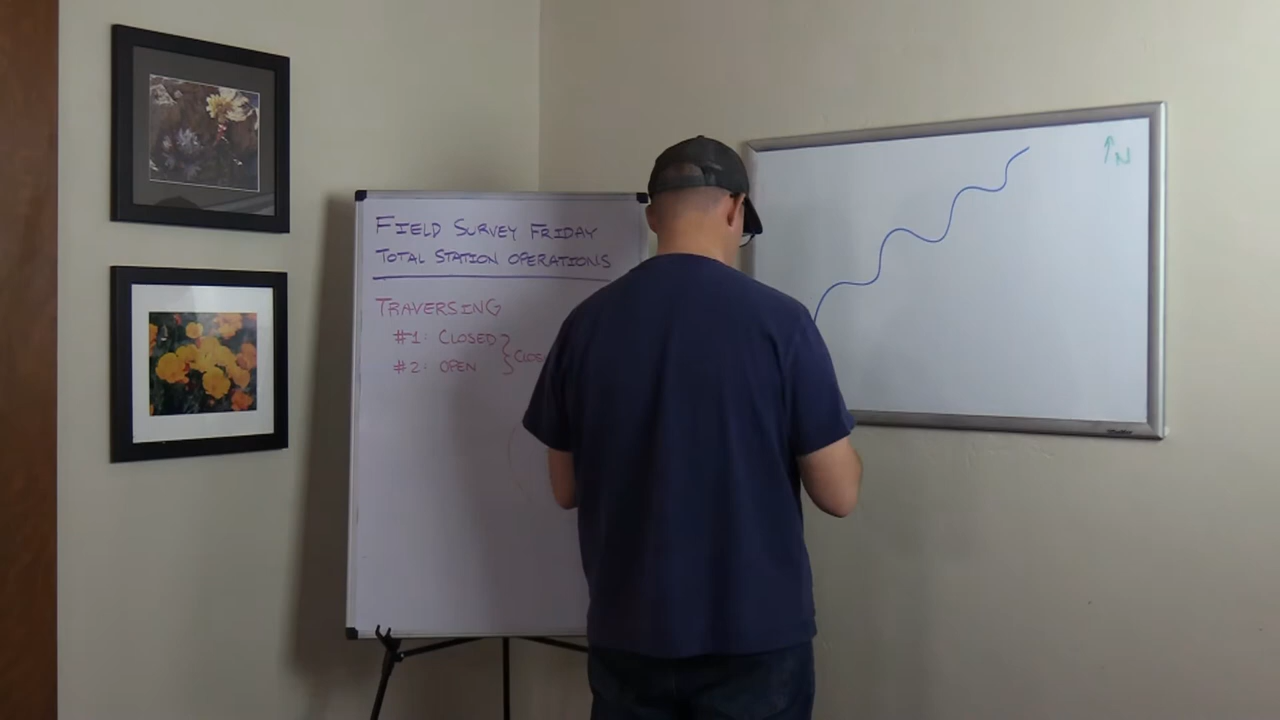 FIELD SURVEY FRIDAY
TOTAL STATION OPERATIONS
TRAVERSING
#1: CLOSED
#2: OPEN
N